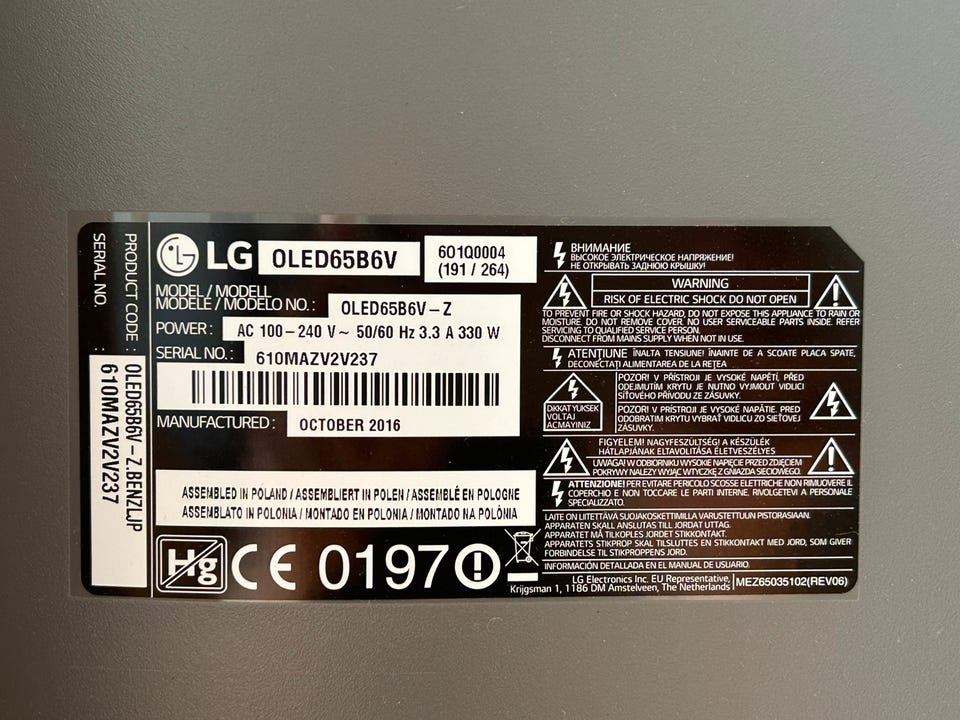 LG OLED65B6V
601Q0004
(191 / 264)
MODEL / MODELL
MODELE / MODELO NO. : OLED65B6V – Z
POWER : AC 100 – 240 V ~ 50/60 Hz 3.3 A 330 W
SERIAL NO. : 610MAZV2V237
MANUFACTURED : OCTOBER 2016
ASSEMBLED IN POLAND / ASSEMBLIERT IN POLEN / ASSEMBLÉ EN POLOGNE
ASSEMBLATO IN POLONIA / MONTADO EN POLONIA / MONTADO NA POLÔNIA
Hg CE 0197
PRODUCT CODE : OLED65B6V – Z.BENZLJP
SERIAL NO. 610MAZV2V237
ВНИМАНИЕ
ВЫСОКОЕ ЭЛЕКТРИЧЕСКОЕ НАПРЯЖЕНИЕ!
НЕ ОТКРЫВАТЬ ЗАДНЮЮ КРЫШКУ!
WARNING
RISK OF ELECTRIC SHOCK DO NOT OPEN
TO PREVENT FIRE OR SHOCK HAZARD, DO NOT EXPOSE THIS APPLIANCE TO RAIN OR
MOISTURE. DO NOT REMOVE COVER. NO USER SERVICEABLE PARTS INSIDE. REFER
SERVICING TO QUALIFIED SERVICE PERSON.
DISCONNECT FROM MAINS SUPPLY WHEN NOT IN USE.
ATENŢIUNE ÎNALTA TENSIUNE! ÎNAINTE DE A SCOATE PLACA SPATE,
DECONECTAȚI ALIMENTAREA DE LA REȚEA
DIKKAT YUKSEK
VOLTAJ
ACMAYINIZ
POZOR! V PŘÍSTROJI JE VYSOKÉ NAPĚTÍ, PŘED
ODEJMUTÍM KRYTU JE NUTNO VYJMOUT VIDLICI
SÍŤOVÉHO PŘÍVODU ZE ZÁSUVKY.
POZOR! V PRÍSTROJI JE VYSOKÉ NAPÄTIE. PRED
ODOBRATÍM KRYTU VYBRAŤ VIDLICU ZO SIEŤOVEJ
ZÁSUVKY.
FIGYELEM! NAGYFESZÜLTSÉG! A KÉSZÜLÉK
HÁTLAPJÁNAK ELTÁVOLÍTÁSA ÉLETVESZÉLYES
UWAGA! W ODBIORNIKU WYSOKIE NAPIĘCIE PRZED ZDJĘCIEM
POKRYWY NALEŻY WYJĄĆ WTYCZKĘ Z GNIAZDA SIECIOWEGO.
ATTENZIONE! PER EVITARE PERICOLO SCOSSE ELETTRICHE NON RIMUOVERE IL
COPERCHIO E NON TOCCARE LE PARTI INTERNE. RIVOLGETEVI A PERSONALE
SPECIALIZZATO.
LAITE ON LIITETTÄVÄ SUOJAKOSKETTIMILLA VARUSTETTUUN PISTORASIAAN.
APPARATEN SKALL ANSLUTAS TILL JORDAT UTTAG.
APPARATET MÅ TILKOPLES JORDET STIKKONTAKT.
APPARATETS STIKPROP SKAL TILSLUTTES EN STIKKONTAKT MED JORD, SOM GIVER
FORBINDELSE TIL STIKPROPPENS JORD.
INFORMACIÓN DETALLADA EN EL MANUAL DE USUARIO.
LG Electronics Inc. EU Representative,
Krijgsman 1, 1186 DM Amstelveen, The Netherlands
MEZ65035102(REV06)